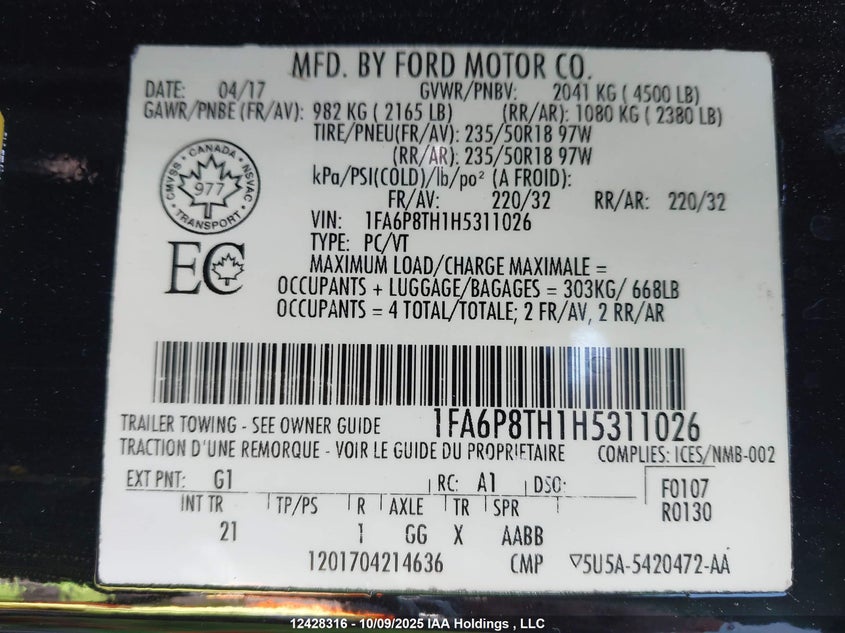 MFD. BY FORD MOTOR CO.
DATE: 04/17 GVWR/PNBV: 2041 KG ( 4500 LB)
GAWR/PNBE (FR/AV): 982 KG ( 2165 LB) (RR/AR): 1080 KG ( 2380 LB)
TIRE/PNEU(FR/AV): 235/50R18 97W
(RR/AR): 235/50R18 97W
kPa/PSI(COLD)/lb/po² (A FROID):
FR/AV: 220/32 RR/AR: 220/32
CANADA
CMVSS NSVAC
977
TRANSPORT
VIN: 1FA6P8TH1H5311026
TYPE: PC/VT
EC
MAXIMUM LOAD/CHARGE MAXIMALE =
OCCUPANTS + LUGGAGE/BAGAGES = 303KG/ 668LB
OCCUPANTS = 4 TOTAL/TOTALE; 2 FR/AV, 2 RR/AR
TRAILER TOWING - SEE OWNER GUIDE 1FA6P8TH1H5311026
TRACTION D'UNE REMORQUE - VOIR LE GUIDE DU PROPRIETAIRE COMPLIES: ICES/NMB-002
EXT PNT: G1 RC: A1 DSO: F0107
INT TR TP/PS R AXLE TR SPR R0130
21 1 GG X AABB
1201704214636 CMP ▽5U5A-5420472-AA
12428316 - 10/09/2025 IAA Holdings , LLC